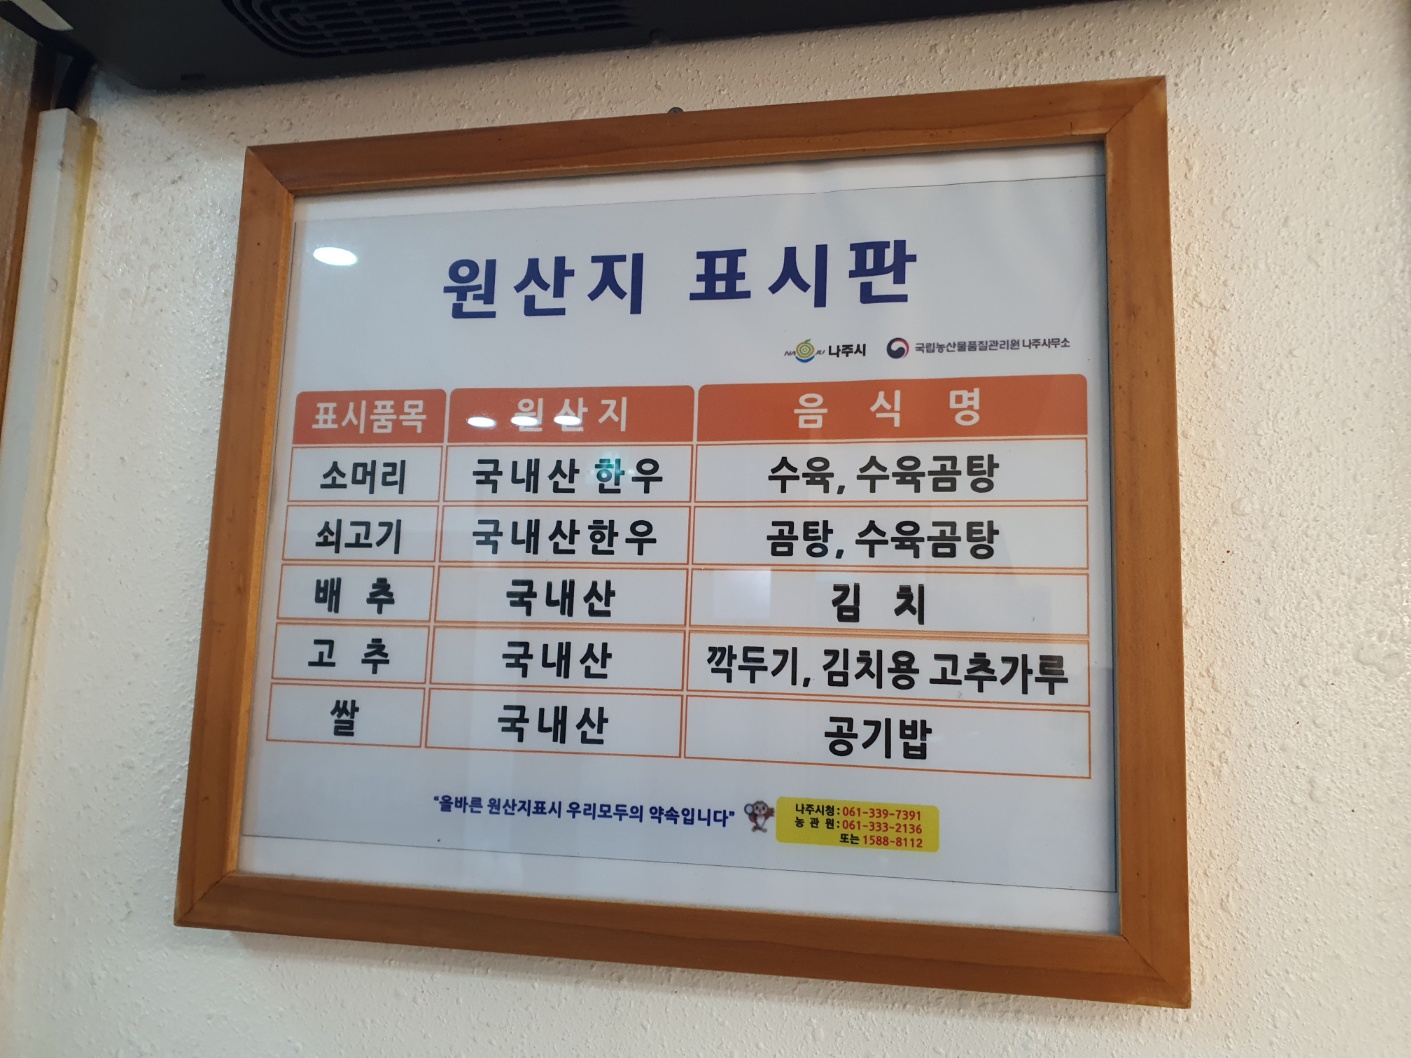 원산지 표시판
NAJU 나주시 국립농산물품질관리원 나주사무소
표시품목 원산지 음식명
소머리 국내산 한우 수육, 수육곰탕
쇠고기 국내산한우 곰탕, 수육곰탕
배추 국내산 김치
고추 국내산 깍두기, 김치용 고추가루
쌀 국내산 공기밥
"올바른 원산지표시 우리모두의 약속입니다"
나주시청 : 061-339-7391
농관원 : 061-333-2136
또는 1588-8112